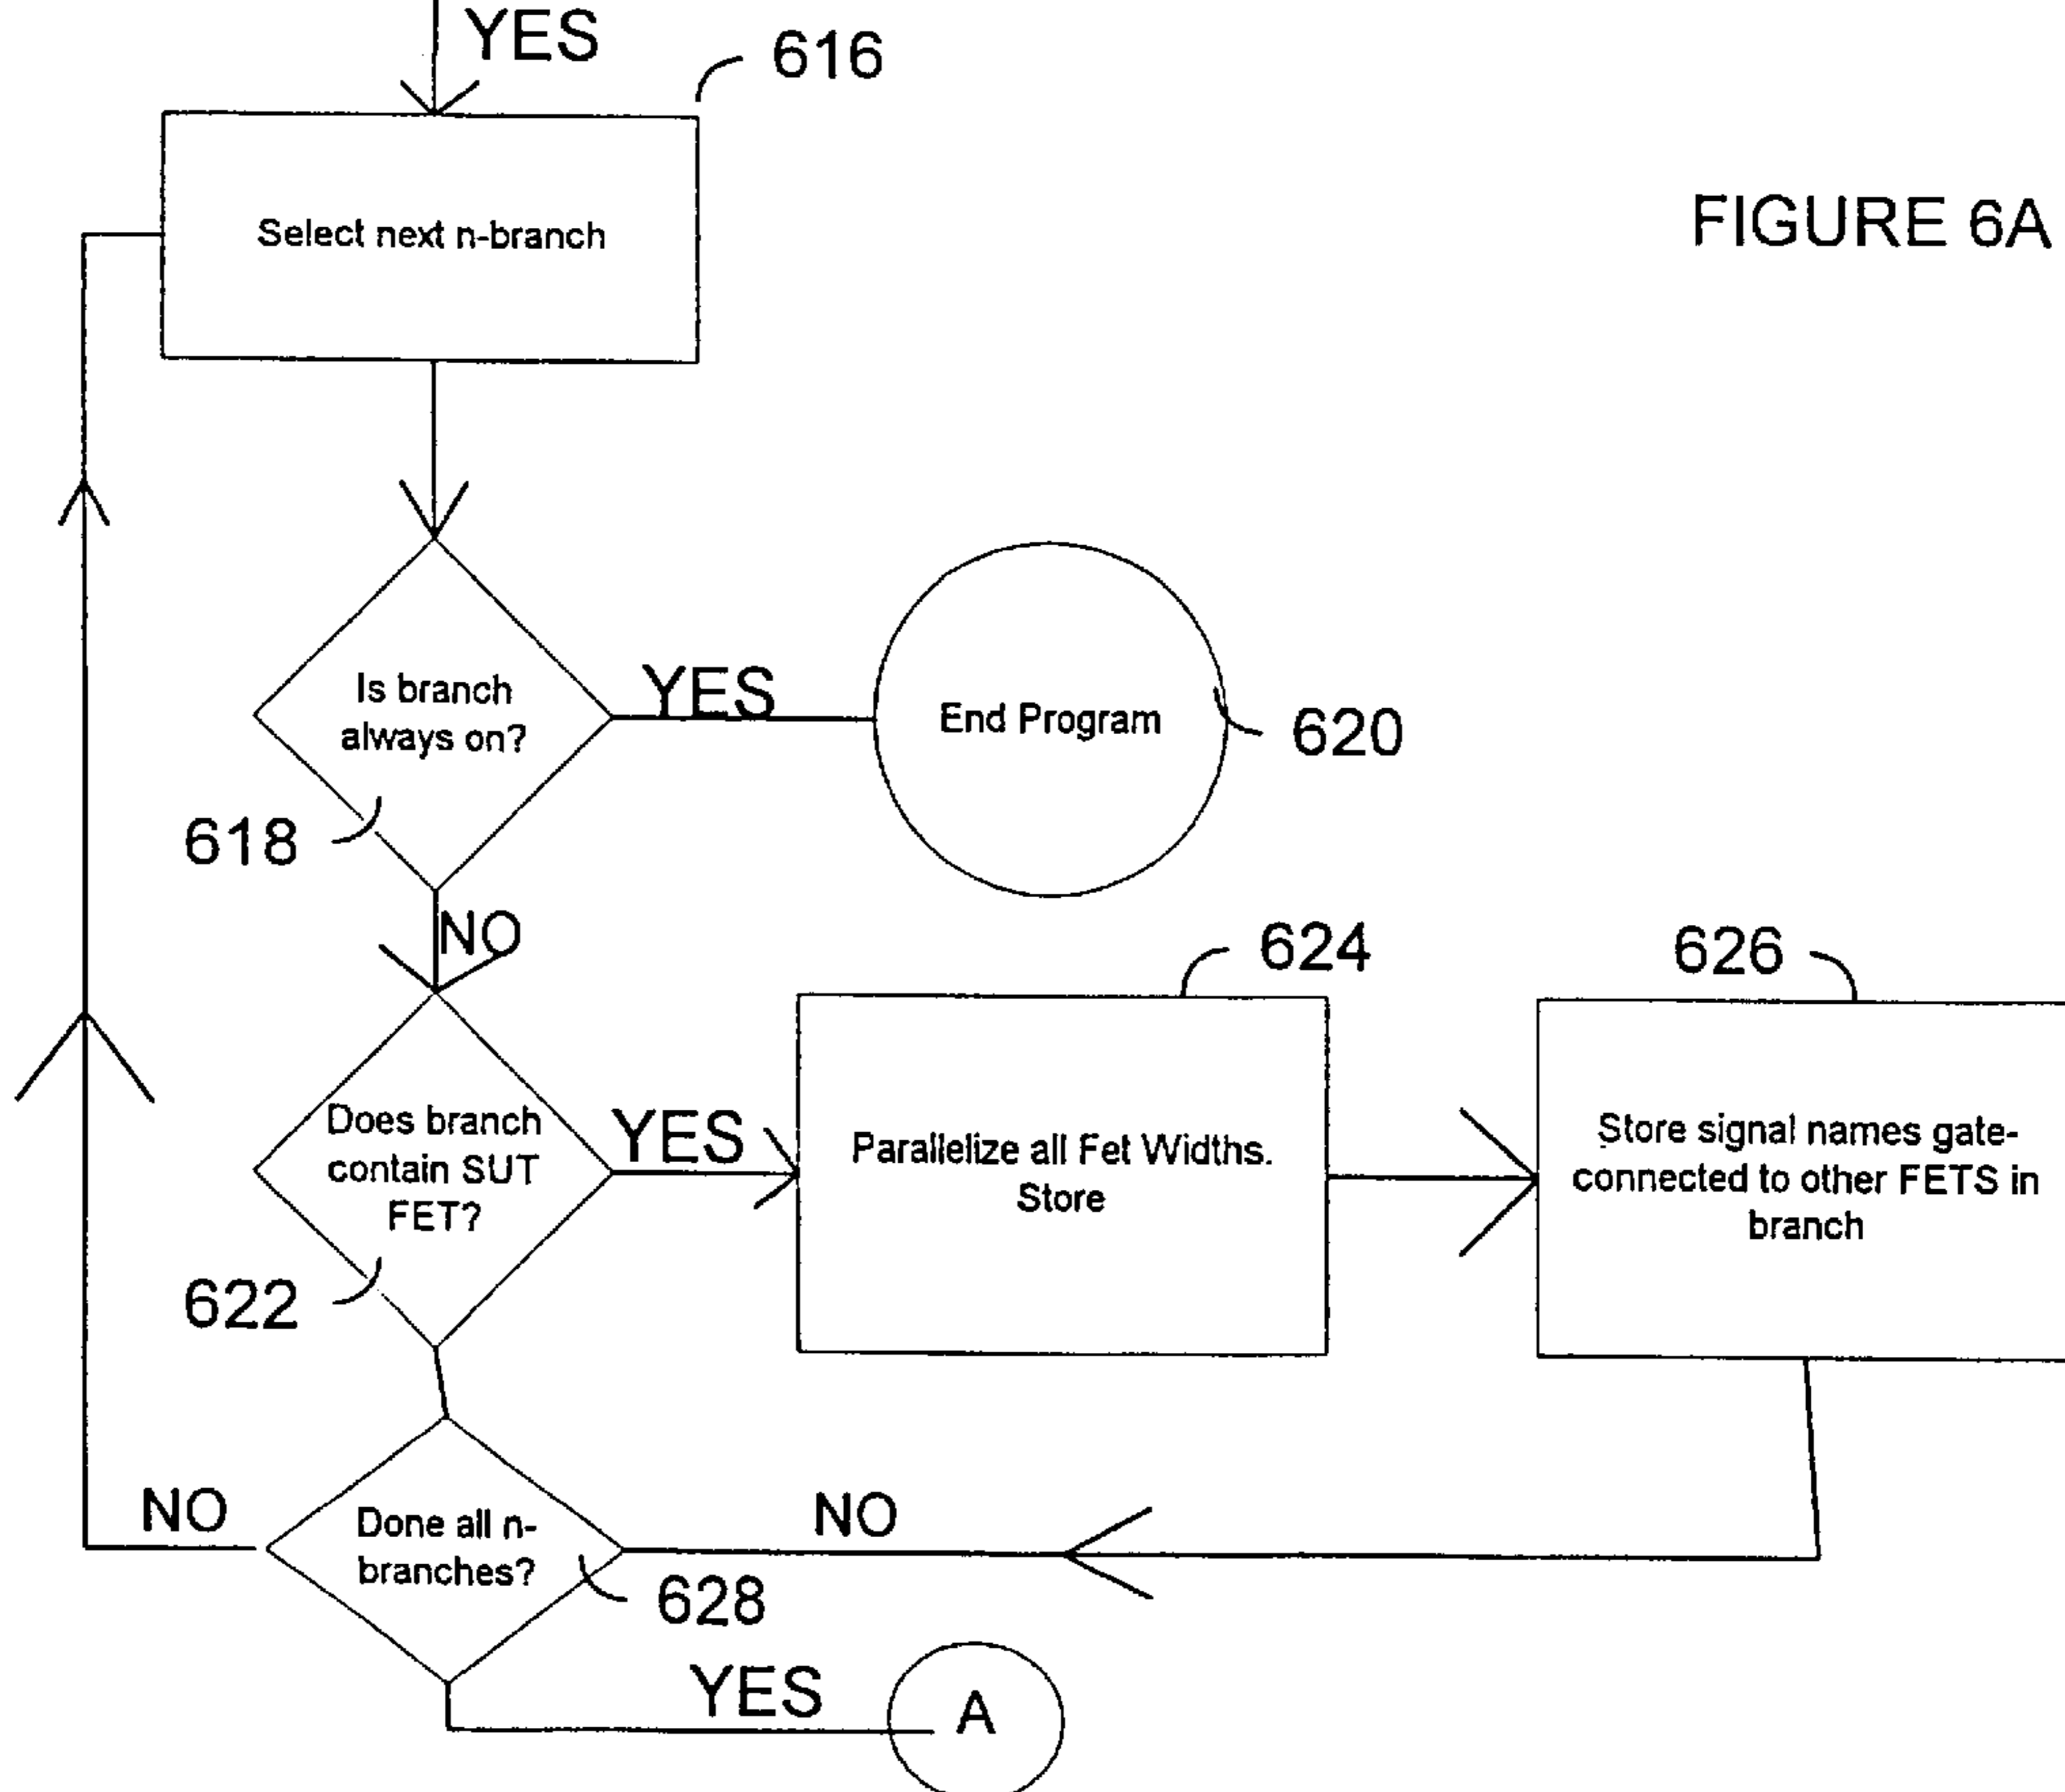 YES
616
FIGURE 6A
Select next n-branch
Is branch
always on?
YES
End Program
620
618
NO
624
626
Does branch
contain SUT
FET?
YES
Parallelize all Fet Widths.
Store
Store signal names gate-
connected to other FETS in
branch
622
NO
Done all n-
branches?
NO
628
YES
A